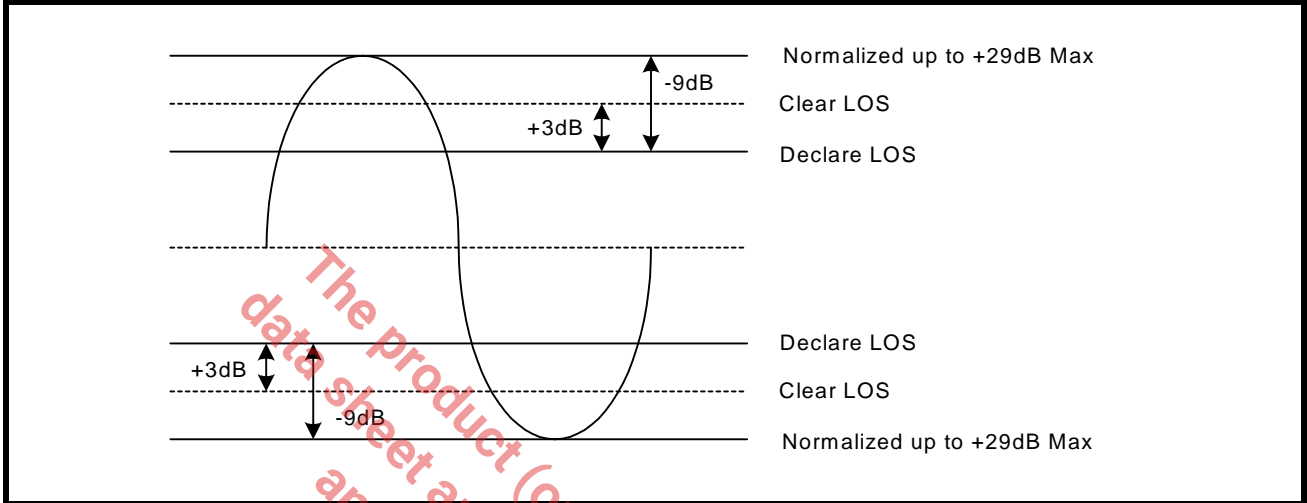 Normalized up to +29dB Max
-9dB
Clear LOS
+3dB
Declare LOS
The product (o
data sheet a
an
Declare LOS
+3dB
Clear LOS
-9dB
Normalized up to +29dB Max